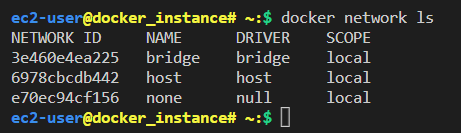 ec2-user@docker_instance# ~:$ docker network ls
NETWORK ID     NAME      DRIVER    SCOPE
3e460e4ea225   bridge    bridge    local
6978cbcdb442   host      host      local
e70ec94cf156   none      null      local
ec2-user@docker_instance# ~:$